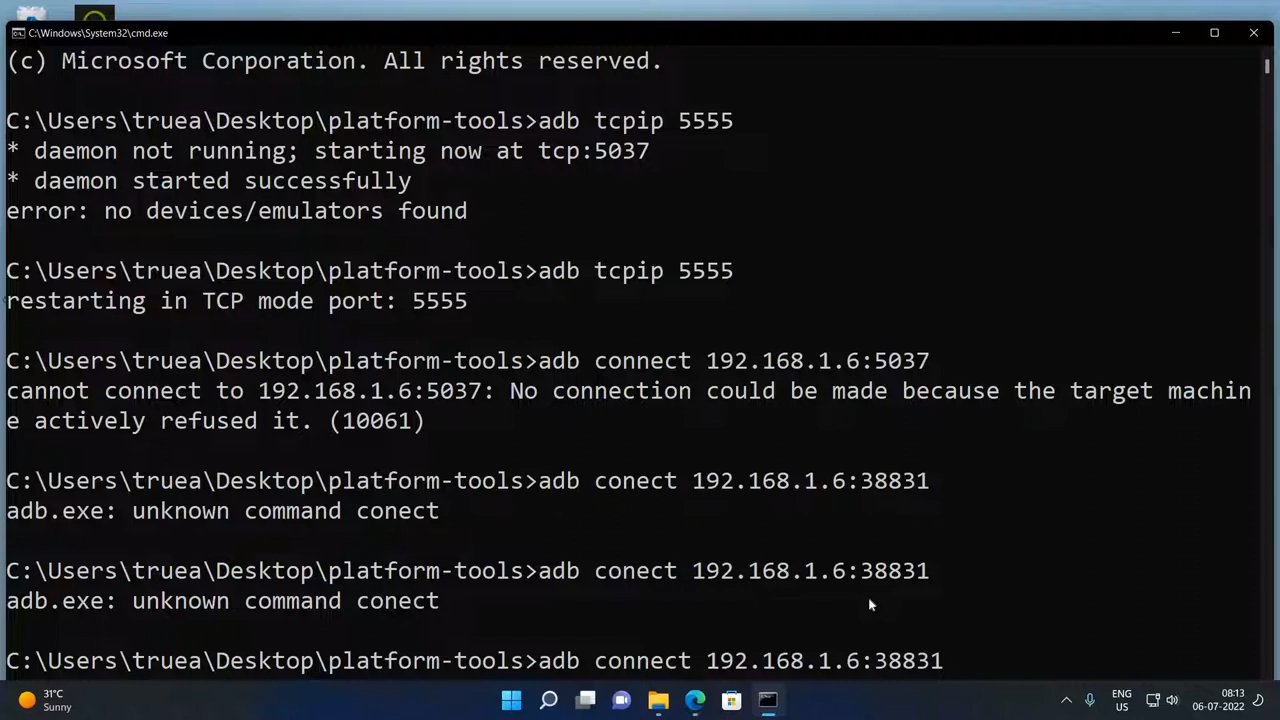 C:\Windows\System32\cmd.exe
(c) Microsoft Corporation. All rights reserved.
C:\Users\truea\Desktop\platform-tools>adb tcpip 5555
* daemon not running; starting now at tcp:5037
* daemon started successfully
error: no devices/emulators found
C:\Users\truea\Desktop\platform-tools>adb tcpip 5555
restarting in TCP mode port: 5555
C:\Users\truea\Desktop\platform-tools>adb connect 192.168.1.6:5037
cannot connect to 192.168.1.6:5037: No connection could be made because the target machin
e actively refused it. (10061)
C:\Users\truea\Desktop\platform-tools>adb conect 192.168.1.6:38831
adb.exe: unknown command conect
C:\Users\truea\Desktop\platform-tools>adb conect 192.168.1.6:38831
adb.exe: unknown command conect
C:\Users\truea\Desktop\platform-tools>adb connect 192.168.1.6:38831
31°C
Sunny
ENG
US
08:13
06-07-2022